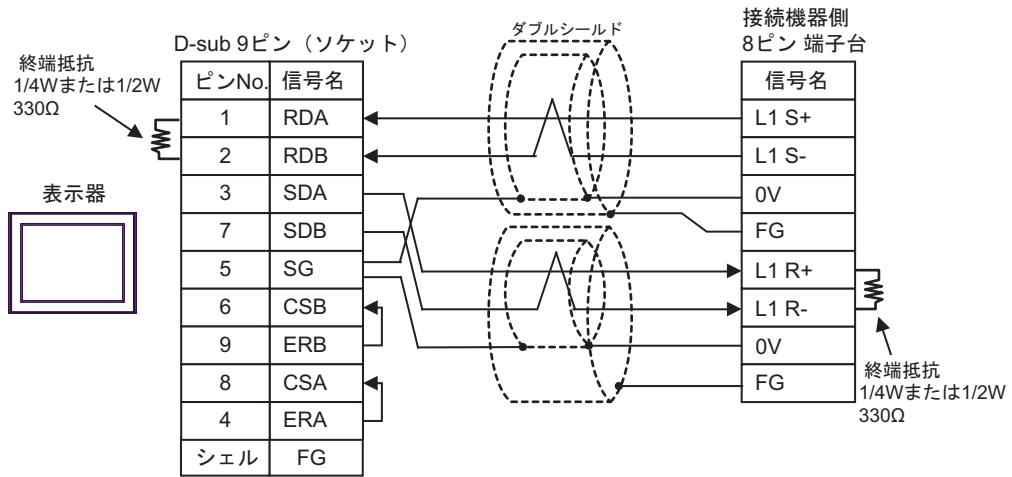 ダブルシールド
接続機器側
8ピン 端子台
D-sub 9ピン（ソケット）
終端抵抗
1/4Wまたは1/2W
330Ω
ピンNo. 信号名
1 RDA
2 RDB
3 SDA
7 SDB
5 SG
6 CSB
9 ERB
8 CSA
4 ERA
シェル FG
表示器
信号名
L1 S+
L1 S-
0V
FG
L1 R+
L1 R-
0V
FG
終端抵抗
1/4Wまたは1/2W
330Ω